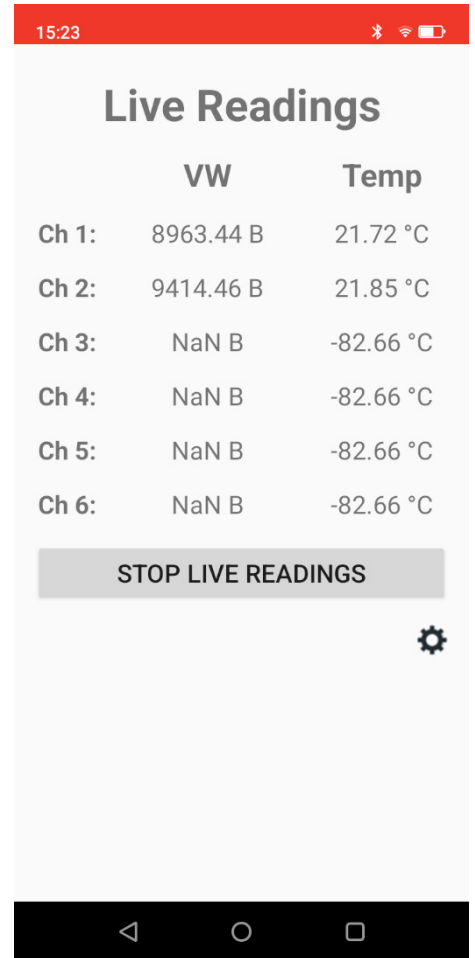 15:23
Live Readings
VW Temp
Ch 1: 8963.44 B 21.72 °C
Ch 2: 9414.46 B 21.85 °C
Ch 3: NaN B -82.66 °C
Ch 4: NaN B -82.66 °C
Ch 5: NaN B -82.66 °C
Ch 6: NaN B -82.66 °C
STOP LIVE READINGS